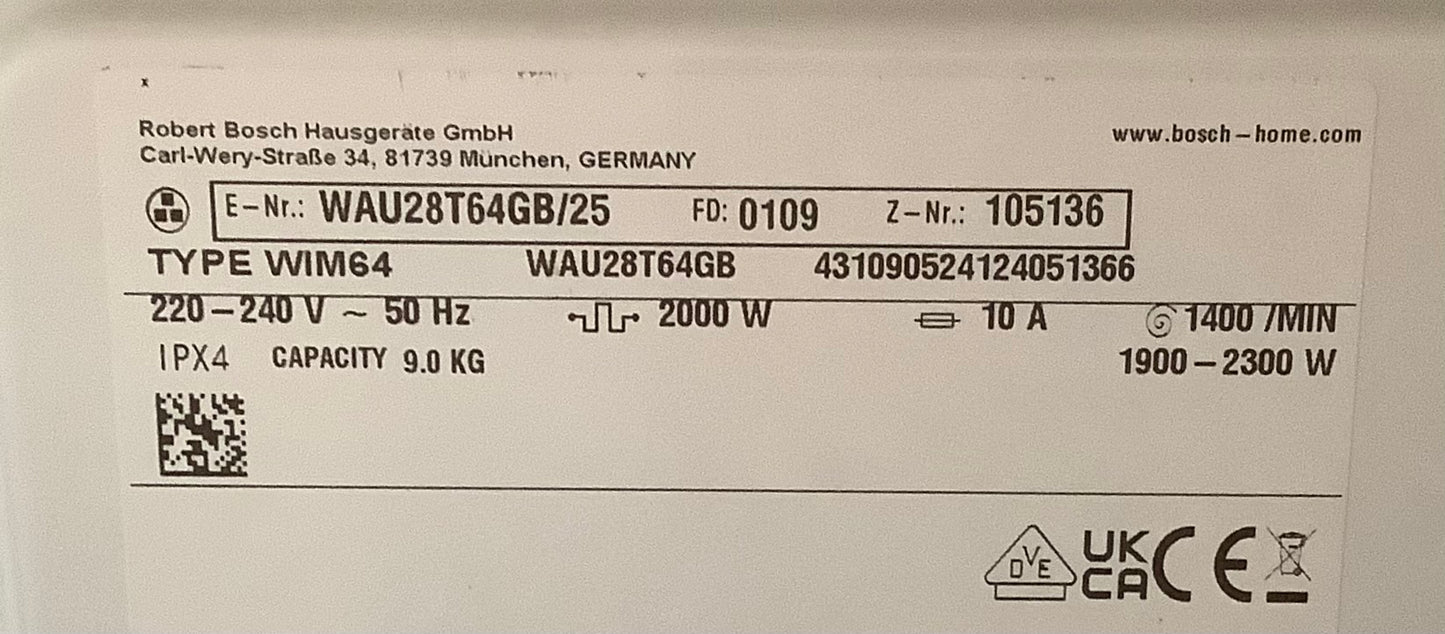 Robert Bosch Hausgeräte GmbH www.bosch-home.com
Carl-Wery-Straße 34, 81739 München, GERMANY
E-Nr.: WAU28T64GB/25 FD: 0109 Z-Nr.: 105136
TYPE WIM64 WAU28T64GB 431090524124051366
220-240 V ~ 50 Hz 2000 W 10 A 1400 /MIN
IPX4 CAPACITY 9.0 KG 1900-2300 W
DVE UK CA CE